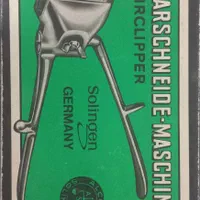 ARSCHNEIDE-MASCHIN
IRCLIPPER
Solingen
GERMANY